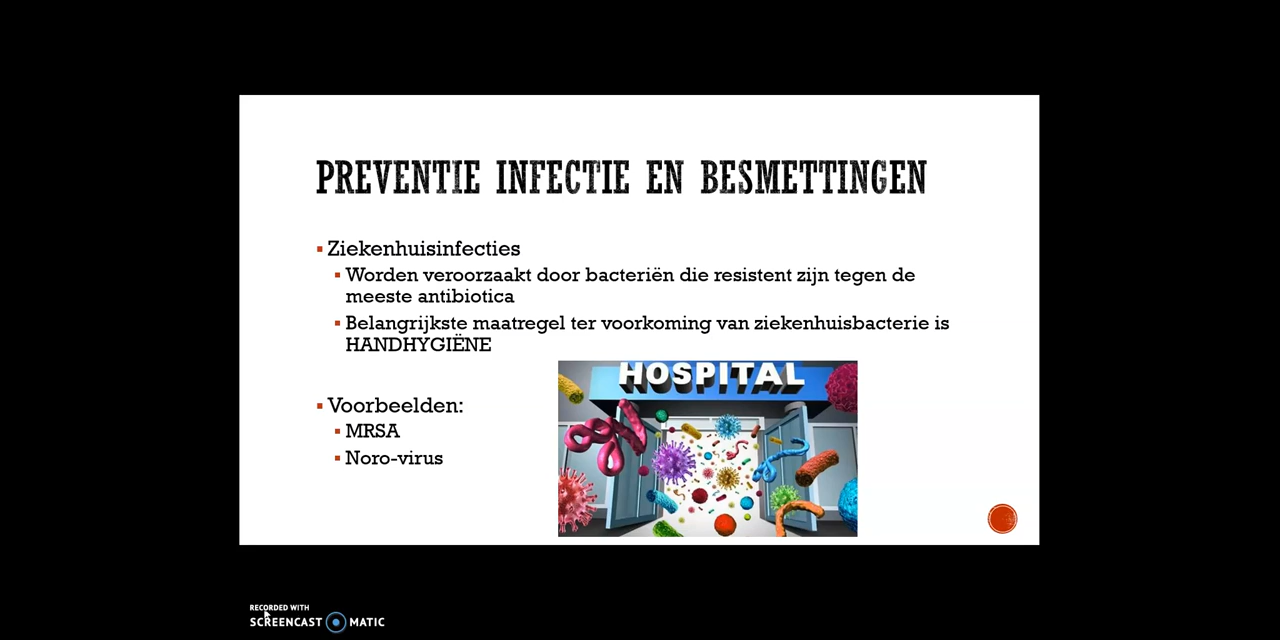 PREVENTIE INFECTIE EN BESMETTINGEN
Ziekenhuisinfecties
Worden veroorzaakt door bacteriën die resistent zijn tegen de
meeste antibiotica
Belangrijkste maatregel ter voorkoming van ziekenhuisbacterie is
HANDHYGIËNE
HOSPITAL
Voorbeelden:
MRSA
Noro-virus
RECORDED WITH
SCREENCAST MATIC